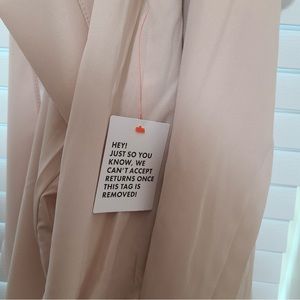 HEY!
JUST SO YOU
KNOW, WE
CAN'T ACCEPT
RETURNS ONCE
THIS TAG IS
REMOVED!